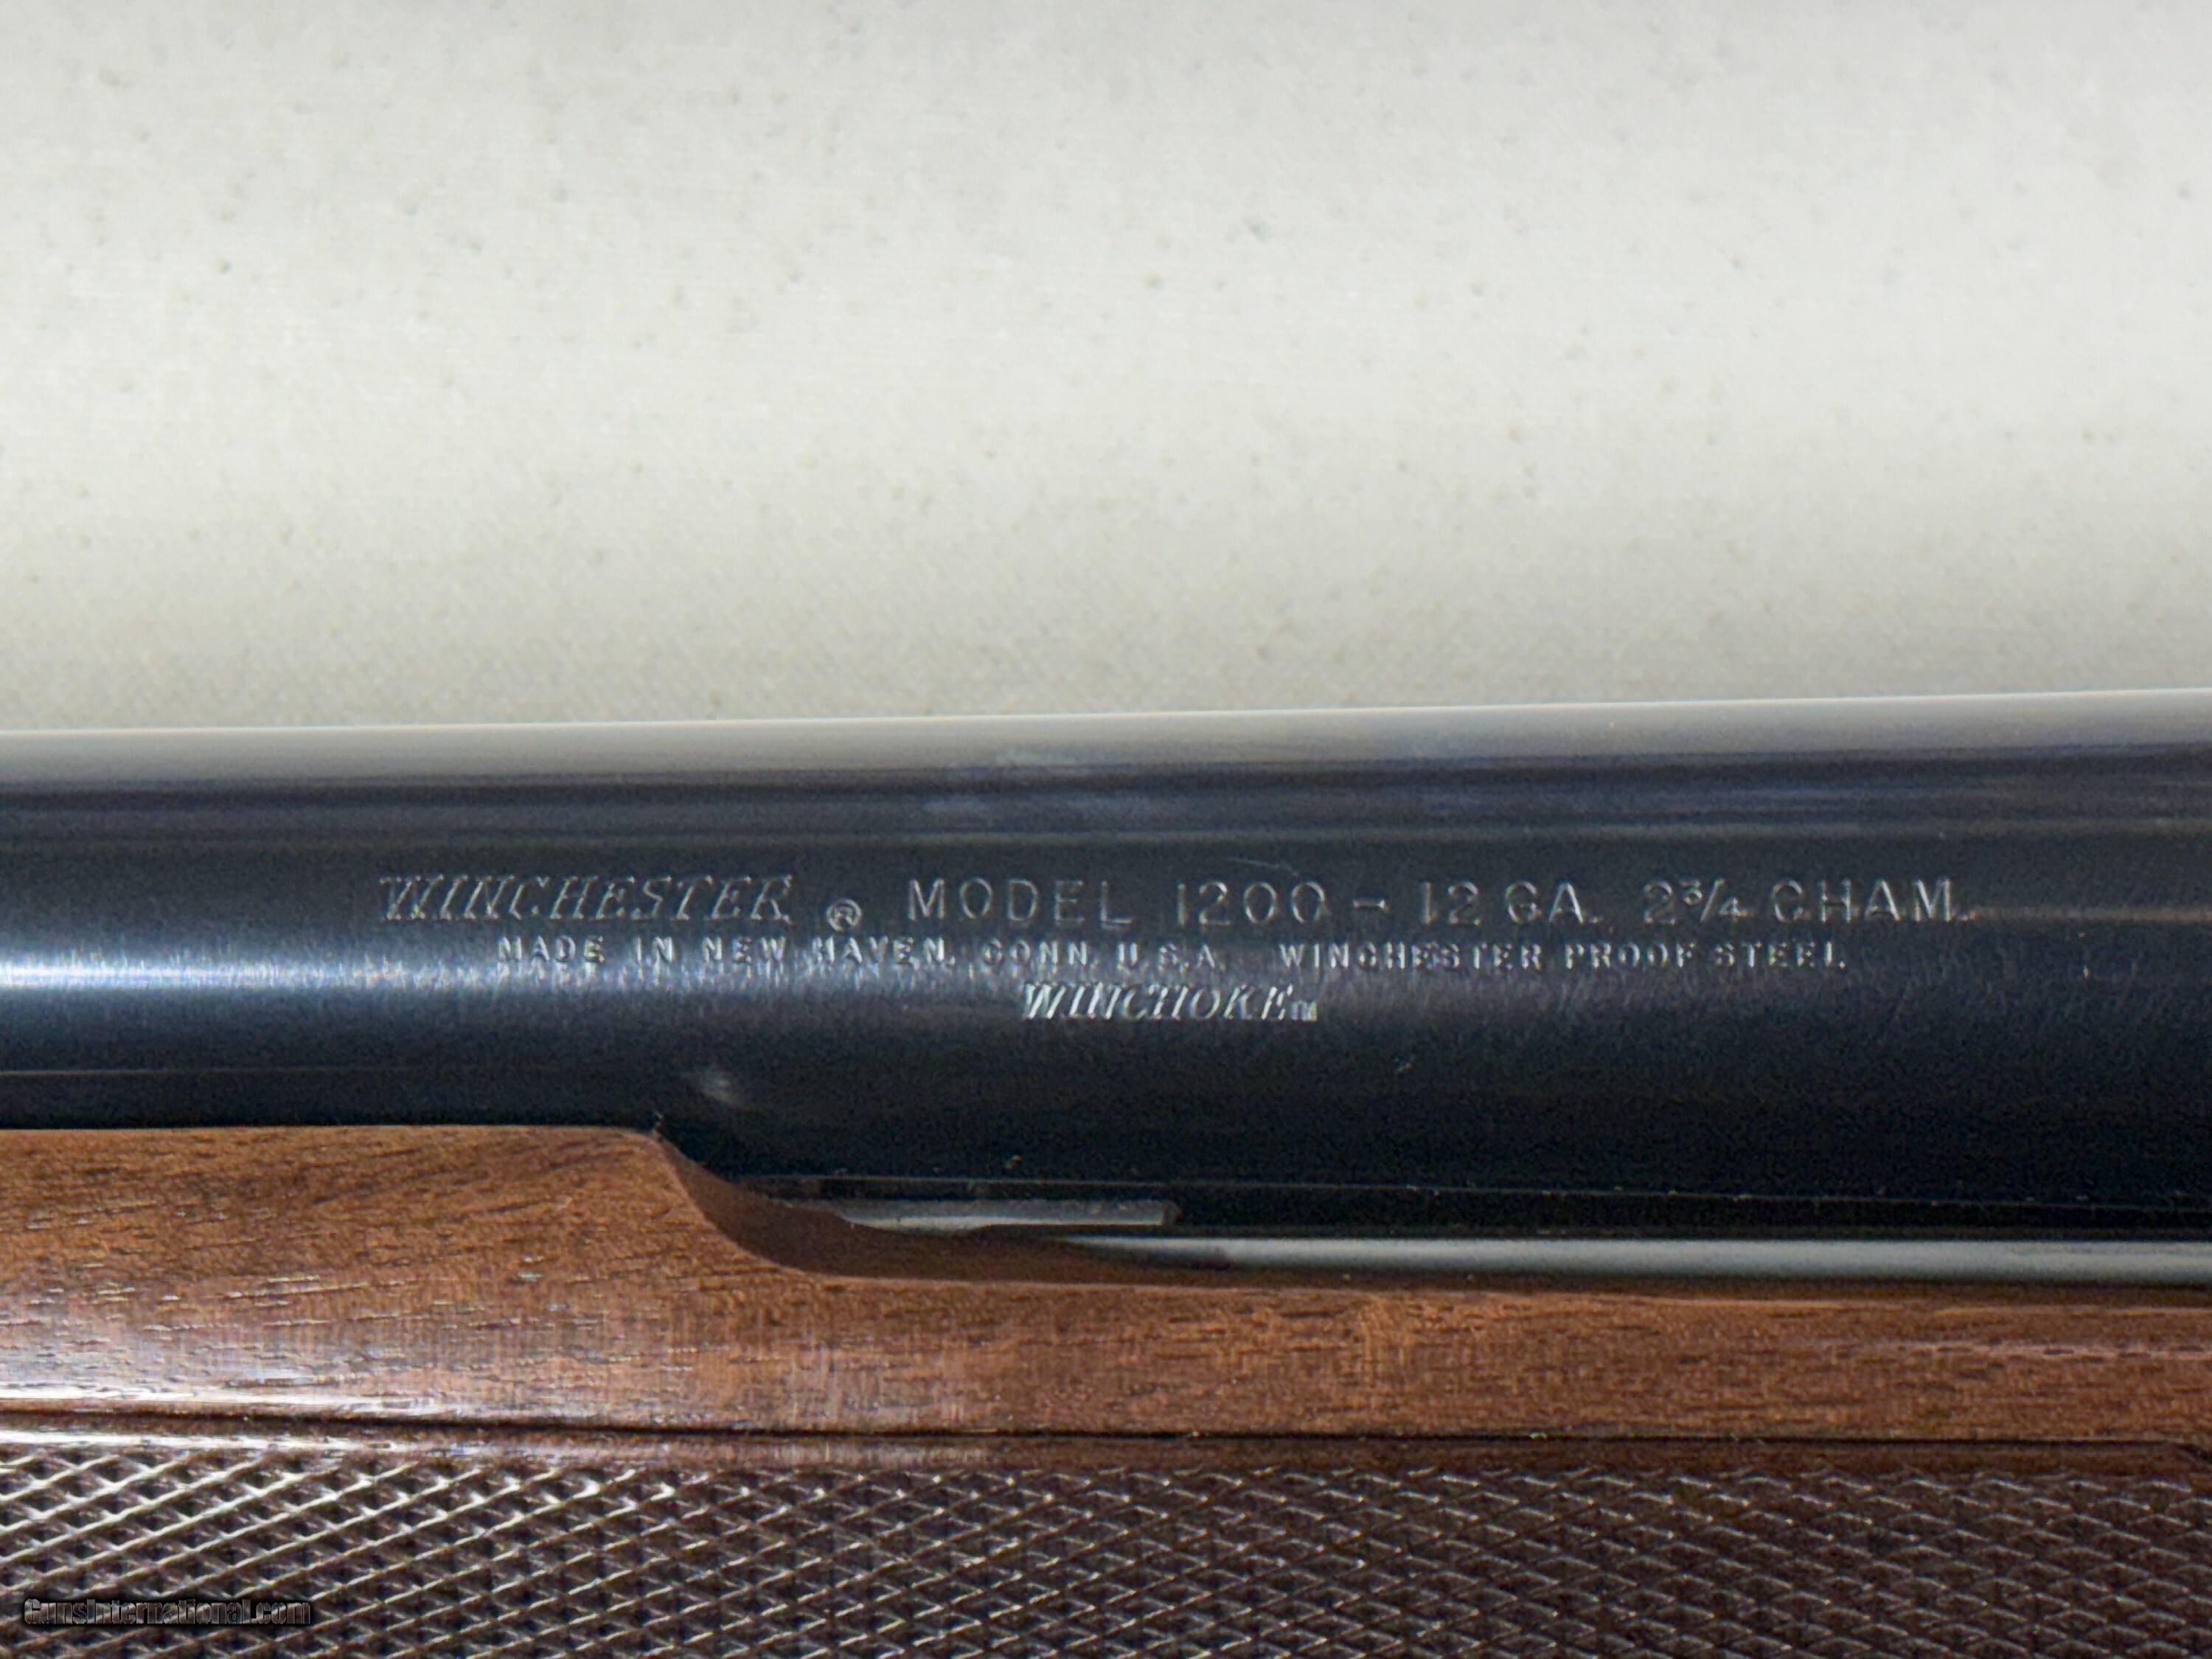 WINCHESTER ® MODEL 1200 - 12 GA. 2¾ CHAM.
MADE IN NEW HAVEN, CONN. U.S.A. WINCHESTER PROOF STEEL
WINCHOKE TM
GunsInternational.com